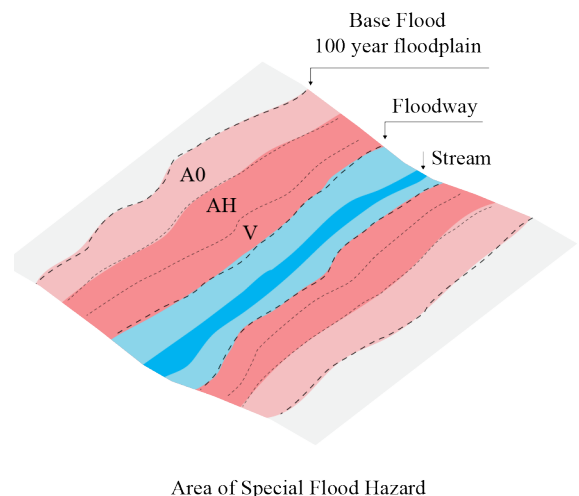 Base Flood
100 year floodplain
Floodway
Stream
A0
AH
V
Area of Special Flood Hazard